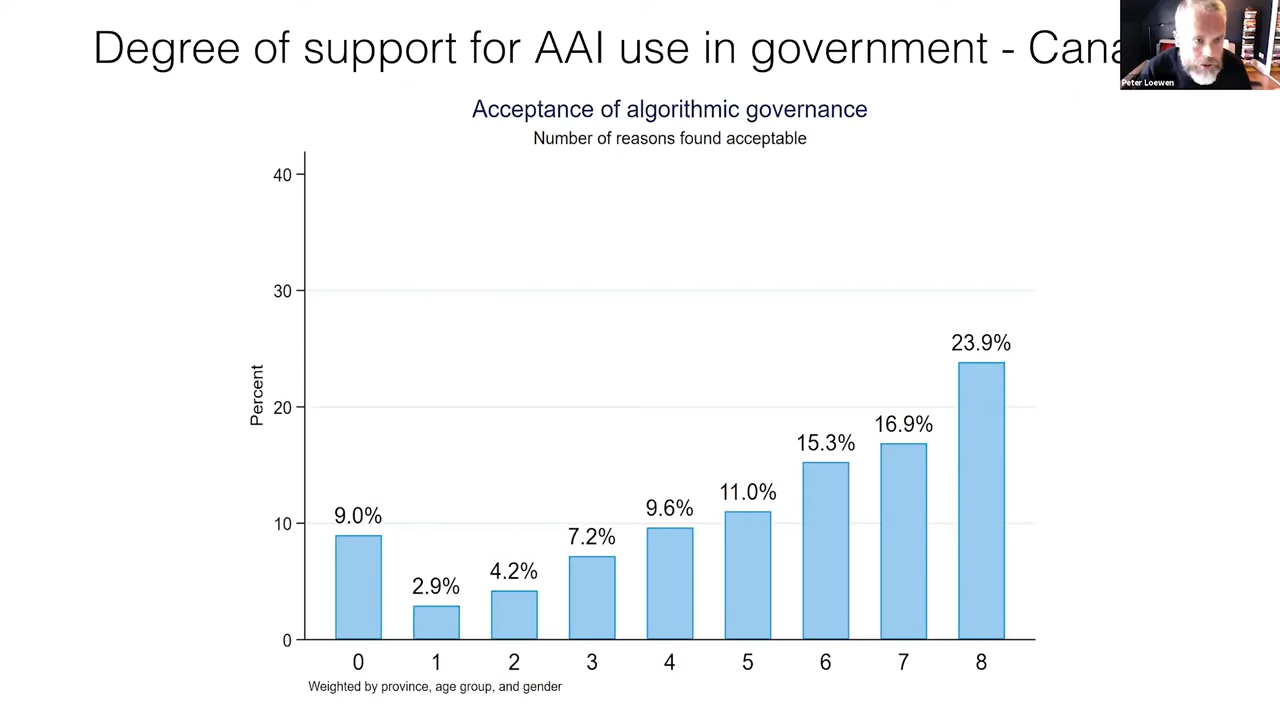 Degree of support for AAI use in government - Cana
Peter Loewen
Acceptance of algorithmic governance
Number of reasons found acceptable
40
30
20
10
0
Percent
9.0%
2.9%
4.2%
7.2%
9.6%
11.0%
15.3%
16.9%
23.9%
0 1 2 3 4 5 6 7 8
Weighted by province, age group, and gender